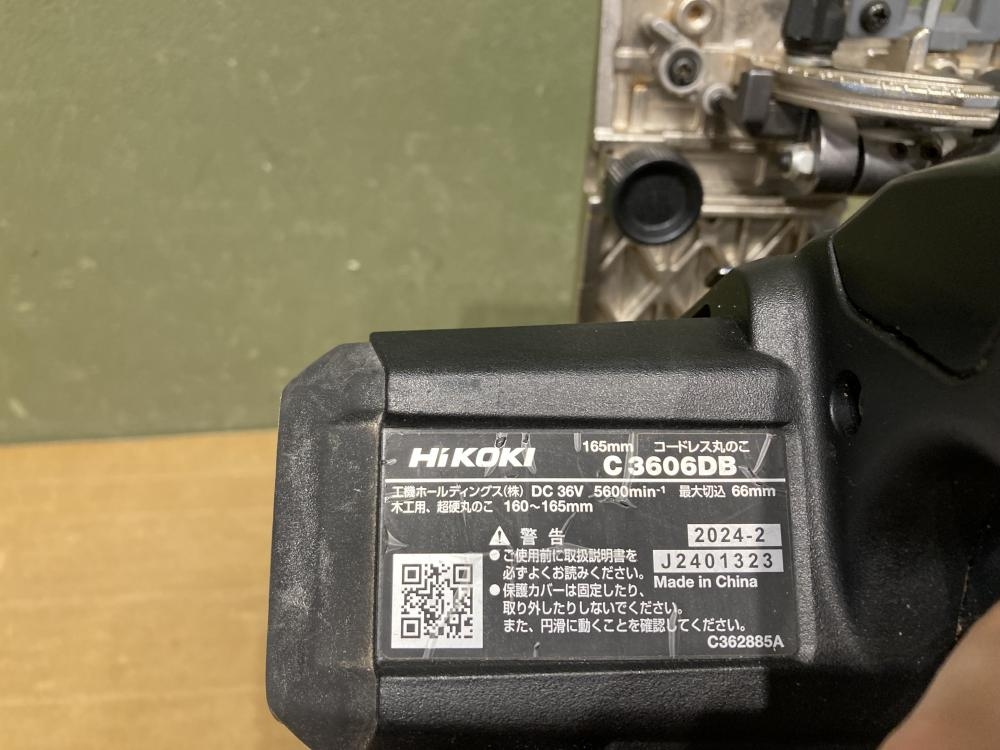 HiKOKI 165mm コードレス丸のこ
C 3606DB
工機ホールディングス(株) DC 36V 5600min-1 最大切込 66mm
木工用、超硬丸のこ 160～165mm
警告
●ご使用前に取扱説明書を
必ずよくお読みください。
●保護カバーは固定したり、
取り外したりしないでください。
また、円滑に動くことを確認してください。
2024-2
J2401323
Made in China
C362885A